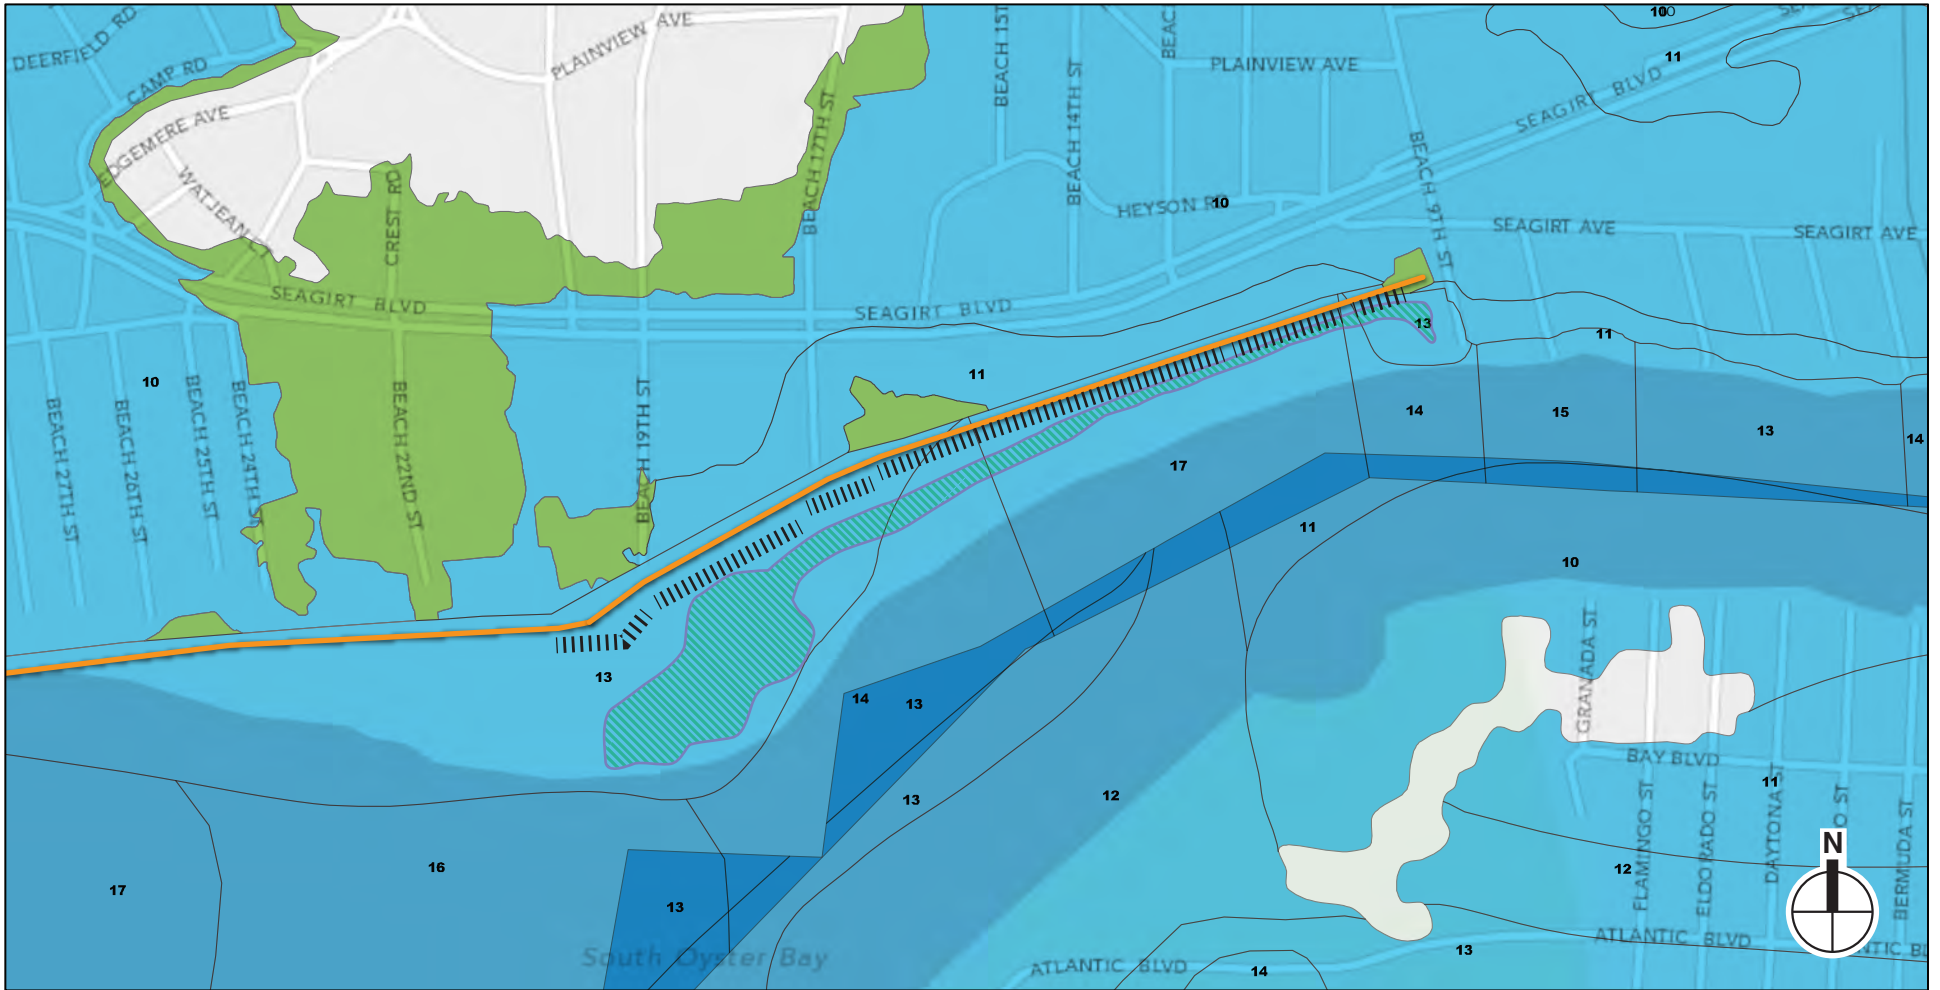 DEERFIELD RD
CAMP RD
EDGEMERE AVE
WATJEAN CT
CREST RD
PLAINVIEW AVE
BEACH 17TH ST
BEACH 15T
BEACH 14TH ST
BEAC
PLAINVIEW AVE
10
11
SEAGIRT BLVD
BEACH 9TH ST
HEYSON RD
10
SEAGIRT AVE
SEAGIRT AVE
SEAGIRT BLVD
SEAGIRT BLVD
13
11
10
11
BEACH 27TH ST
BEACH 26TH ST
BEACH 25TH ST
BEACH 24TH ST
BEACH 22ND ST
BEACH 19TH ST
14
15
13
14
17
11
10
13
14
13
GRANADA ST
BAY BLVD
11
13
12
16
17
13
12
FLAMINGO ST
ELDORADO ST
DAYTONA ST
O ST
BERMUDA ST
N
South Oyster Bay
ATLANTIC BLVD
14
13
ATLANTIC BLVD
NTIC BL